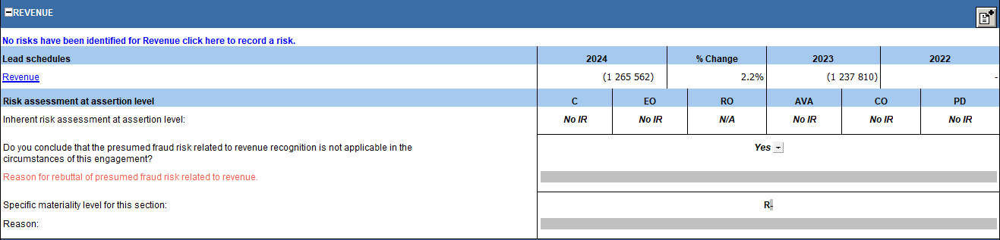 REVENUE
No risks have been identified for Revenue click here to record a risk.
Lead schedules 2024 % Change 2023 2022
Revenue (1 265 562) 2.2% (1 237 810) -
Risk assessment at assertion level C EO RO AVA CO PD
Inherent risk assessment at assertion level: No IR No IR N/A No IR No IR No IR
Do you conclude that the presumed fraud risk related to revenue recognition is not applicable in the Yes
circumstances of this engagement?
Reason for rebuttal of presumed fraud risk related to revenue.
Specific materiality level for this section: R-
Reason: